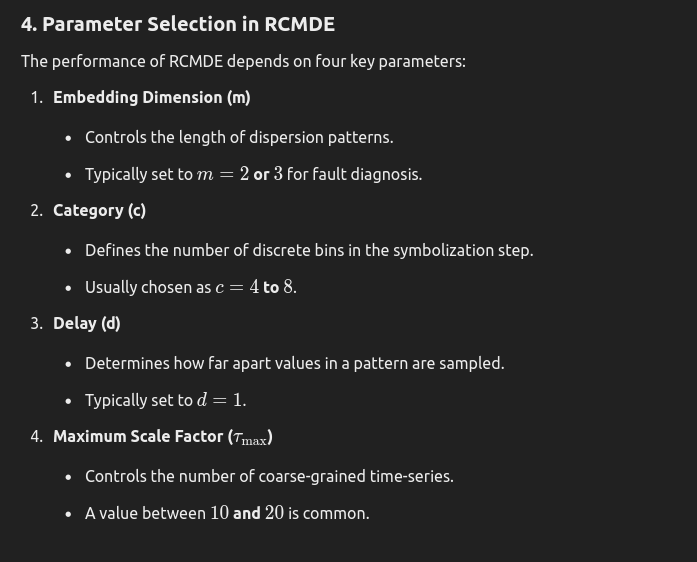 4. Parameter Selection in RCMDE
The performance of RCMDE depends on four key parameters:
1. Embedding Dimension (m)
• Controls the length of dispersion patterns.
• Typically set to m = 2 or 3 for fault diagnosis.
2. Category (c)
• Defines the number of discrete bins in the symbolization step.
• Usually chosen as c = 4 to 8.
3. Delay (d)
• Determines how far apart values in a pattern are sampled.
• Typically set to d = 1.
4. Maximum Scale Factor (τmax)
• Controls the number of coarse-grained time-series.
• A value between 10 and 20 is common.